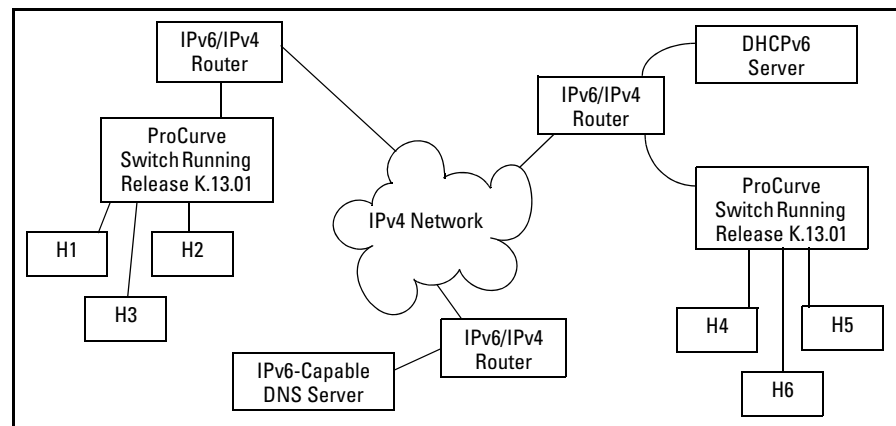 IPv6/IPv4
Router
DHCPv6
Server
IPv6/IPv4
Router
ProCurve
Switch Running
Release K.13.01
ProCurve
Switch Running
Release K.13.01
IPv4 Network
H1
H2
H3
H4
H5
H6
IPv6/IPv4
Router
IPv6-Capable
DNS Server